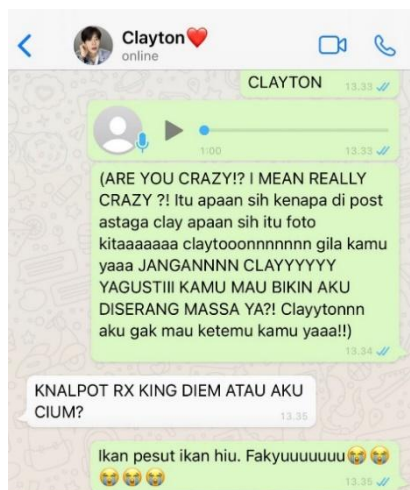 Clayton❤️
online
CLAYTON 13.33
1:00 13.33
(ARE YOU CRAZY!? I MEAN REALLY
CRAZY ?! Itu apaan sih kenapa di post
astaga clay apaan sih itu foto
kitaaaaaaa claytooonnnnnnn gila kamu
yaaa JANGANNNN CLAYYYYYY
YAGUSTIII KAMU MAU BIKIN AKU
DISERANG MASSA YA?! Clayytonnn
aku gak mau ketemu kamu yaaa!!)
13.34
KNALPOT RX KING DIEM ATAU AKU
CIUM? 13.35
Ikan pesut ikan hiu. Fakyuuuuuuu😭😭
😭😭😭 13.35